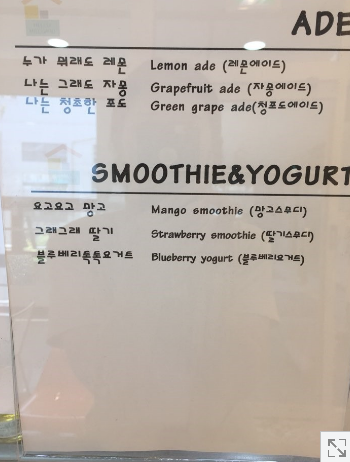 ADE
누가 뭐래도 레몬 Lemon ade (레몬에이드)
나는 그래도 자몽 Grapefruit ade (자몽에이드)
나는 청초한 포도 Green grape ade(청포도에이드)
SMOOTHIE&YOGURT
요고요고 망고 Mango smoothie (망고스무디)
그래그래 딸기 Strawberry smoothie (딸기스무디)
블루베리톡톡요거트 Blueberry yogurt (블루베리요거트)